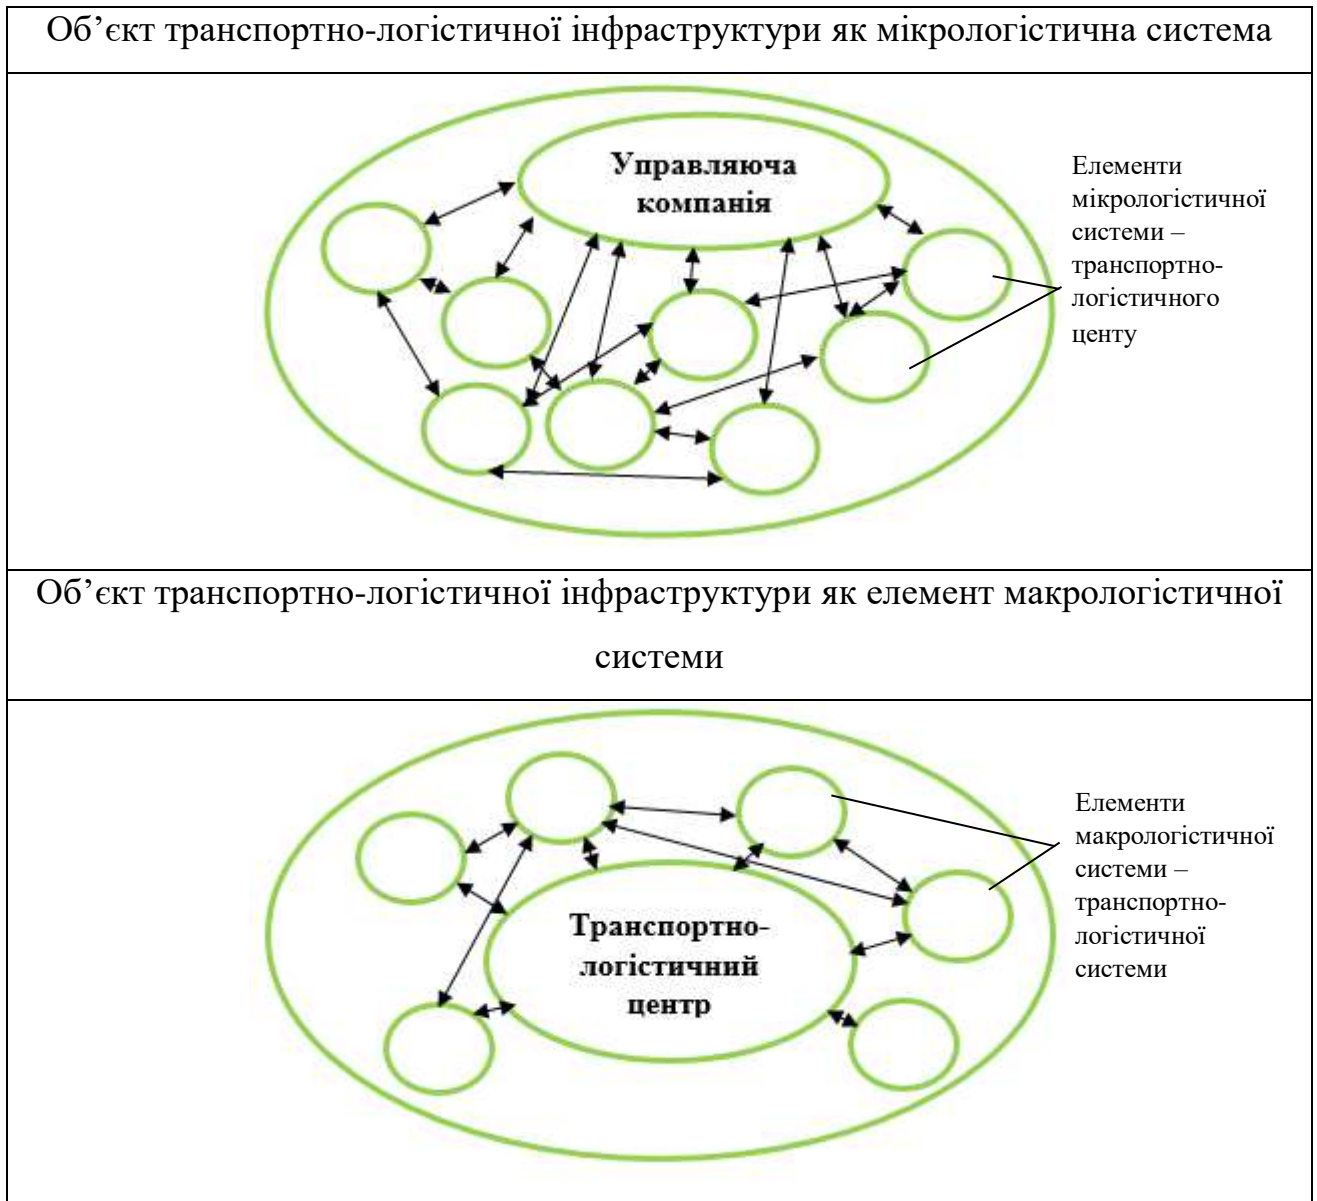 Об’єкт транспортно-логістичної інфраструктури як мікрологістична система
Управляюча
компанія
Елементи
мікрологістичної
системи –
транспортно-
логістичного
центу
Об’єкт транспортно-логістичної інфраструктури як елемент макрологістичної
системи
Транспортно-
логістичний
центр
Елементи
макрологістичної
системи –
транспортно-
логістичної
системи